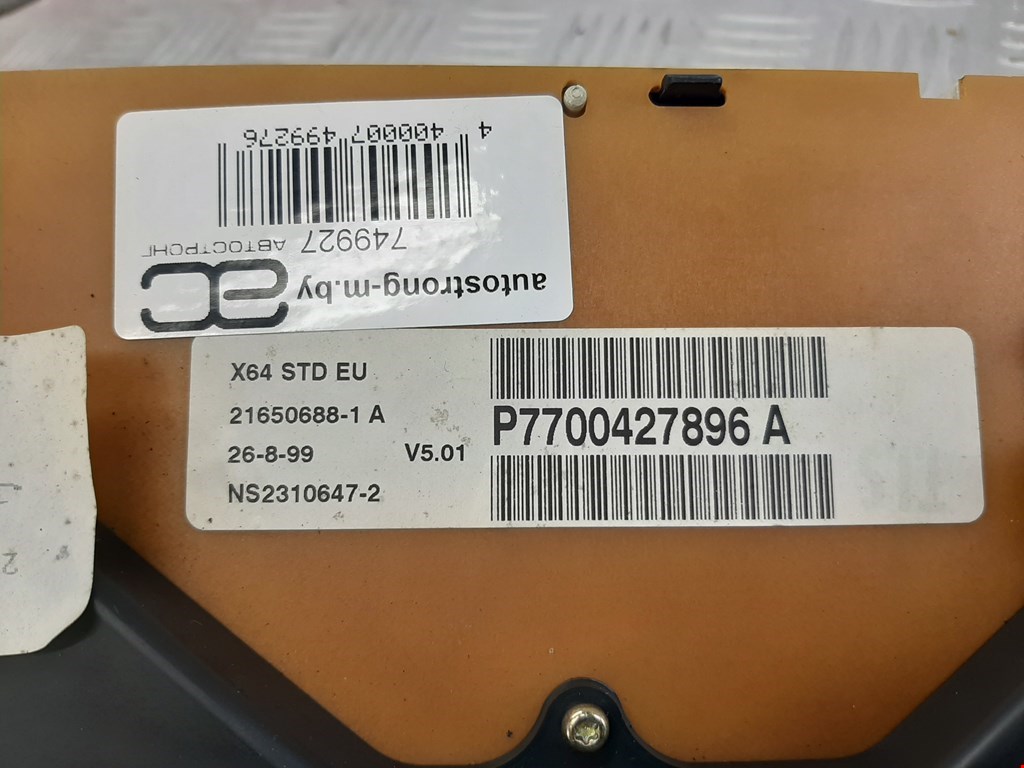 autostrong-m.by
749927 АВТОСТРОНГ
4 400007 499276
X64 STD EU
21650688-1 A
26-8-99 V5.01
NS2310647-2
P7700427896 A
2